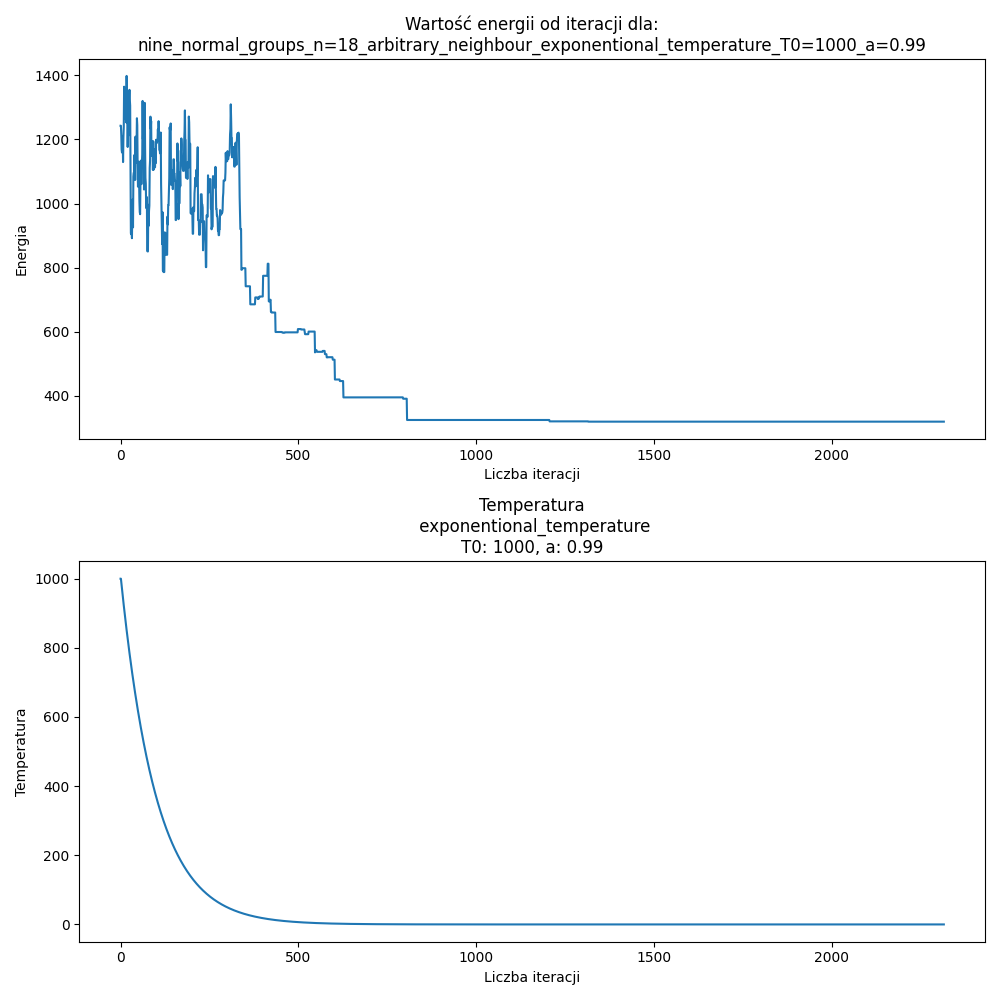 Wartość energii od iteracji dla:
nine_normal_groups_n=18_arbitrary_neighbour_exponentional_temperature_T0=1000_a=0.99
1400
1200
1000
800
600
400
Energia
0
500
1000
1500
2000
Liczba iteracji
Temperatura
exponentional_temperature
T0: 1000, a: 0.99
1000
800
600
400
200
0
Temperatura
0
500
1000
1500
2000
Liczba iteracji